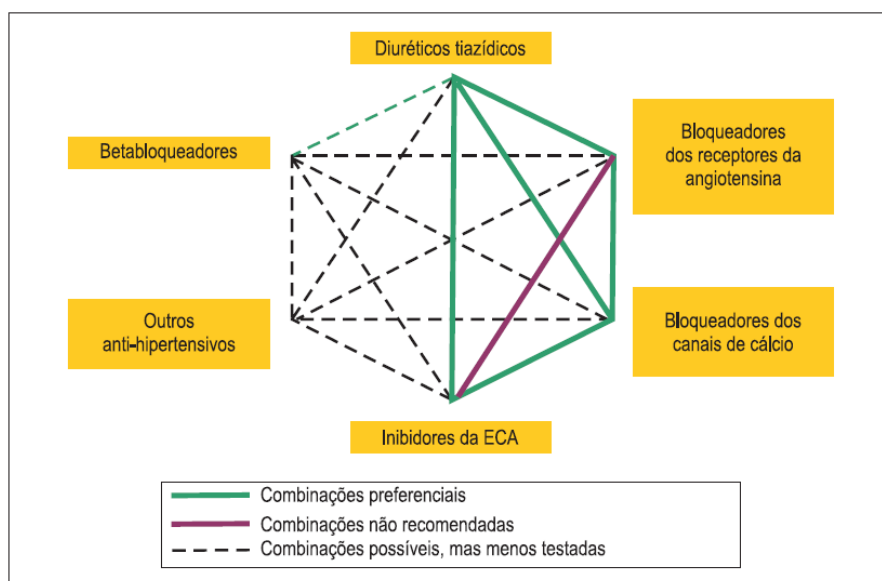 Diuréticos tiazídicos
Betabloqueadores
Bloqueadores
dos receptores da
angiotensina
Outros
anti-hipertensivos
Bloqueadores dos
canais de cálcio
Inibidores da ECA
Combinações preferenciais
Combinações não recomendadas
Combinações possíveis, mas menos testadas